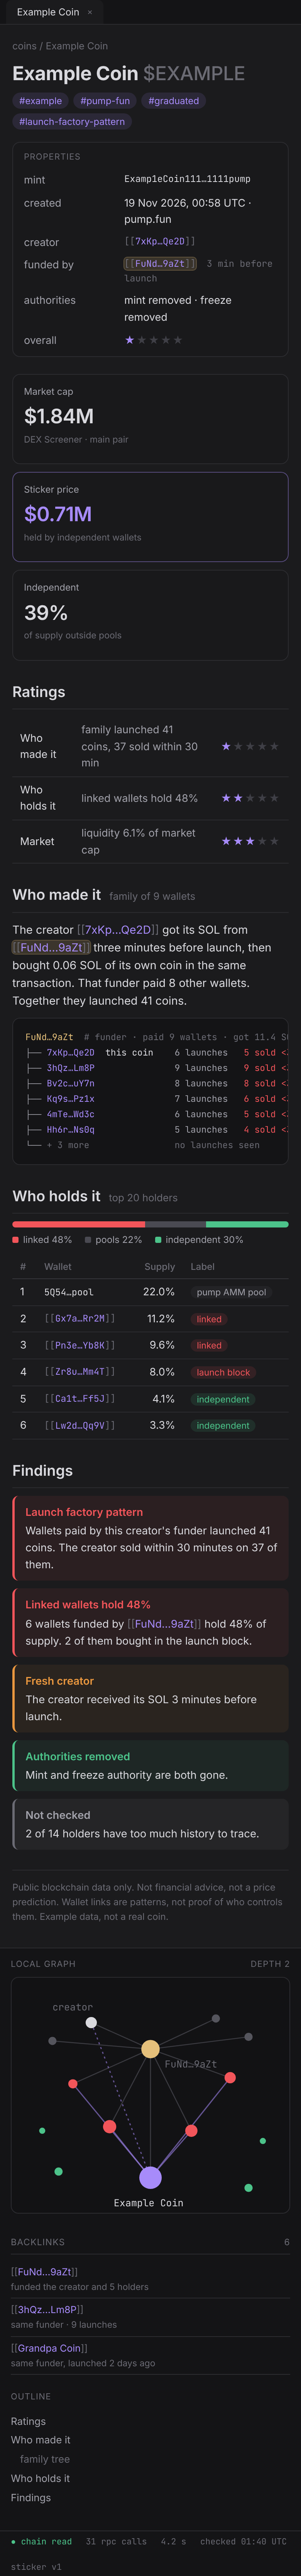 Example Coin ×
coins / Example Coin
Example Coin $EXAMPLE
#example #pump-fun #graduated
#launch-factory-pattern
PROPERTIES
mint Examp1eCoin111…1111pump
created 19 Nov 2026, 00:58 UTC ·
pump.fun
creator [[7xKp…Qe2D]]
funded by [[FuNd…9aZt]] 3 min before
launch
authorities mint removed · freeze
removed
overall ★★★★★
Market cap
$1.84M
DEX Screener · main pair
Sticker price
$0.71M
held by independent wallets
Independent
39%
of supply outside pools
Ratings
Who
made it
family launched 41
coins, 37 sold within 30
min
★★★★★
Who
holds it
linked wallets hold 48% ★★★★★
Market
liquidity 6.1% of market
cap
★★★★★
Who made it family of 9 wallets
The creator [[7xKp…Qe2D]] got its SOL from
[[FuNd…9aZt]] three minutes before launch, then
bought 0.06 SOL of its own coin in the same
transaction. That funder paid 8 other wallets.
Together they launched 41 coins.
FuNd…9aZt # funder · paid 9 wallets · got 11.4 S
├── 7xKp…Qe2D this coin 6 launches 5 sold <
├── 3hQz…Lm8P 9 launches 9 sold <
├── Bv2c…uY7n 8 launches 8 sold <
├── Kq9s…Pz1x 7 launches 6 sold <
├── 4mTe…Wd3c 6 launches 5 sold <
├── Hh6r…Ns0q 5 launches 4 sold <
└── + 3 more no launches seen
Who holds it top 20 holders
linked 48% pools 22% independent 30%
# Wallet Supply Label
1 5Q54…pool 22.0% pump AMM pool
2 [[Gx7a…Rr2M]] 11.2% linked
3 [[Pn3e…Yb8K]] 9.6% linked
4 [[Zr8u…Mm4T]] 8.0% launch block
5 [[Ca1t…Ff5J]] 4.1% independent
6 [[Lw2d…Qq9V]] 3.3% independent
Findings
Launch factory pattern
Wallets paid by this creator's funder launched 41
coins. The creator sold within 30 minutes on 37 of
them.
Linked wallets hold 48%
6 wallets funded by [[FuNd…9aZt]] hold 48% of
supply. 2 of them bought in the launch block.
Fresh creator
The creator received its SOL 3 minutes before
launch.
Authorities removed
Mint and freeze authority are both gone.
Not checked
2 of 14 holders have too much history to trace.
Public blockchain data only. Not financial advice, not a price
prediction. Wallet links are patterns, not proof of who controls
them. Example data, not a real coin.
LOCAL GRAPH DEPTH 2
creator
FuNd…9aZt
Example Coin
BACKLINKS 6
[[FuNd…9aZt]]
funded the creator and 5 holders
[[3hQz…Lm8P]]
same funder · 9 launches
[[Grandpa Coin]]
same funder, launched 2 days ago
OUTLINE
Ratings
Who made it
family tree
Who holds it
Findings
● chain read 31 rpc calls 4.2 s checked 01:40 UTC
sticker v1